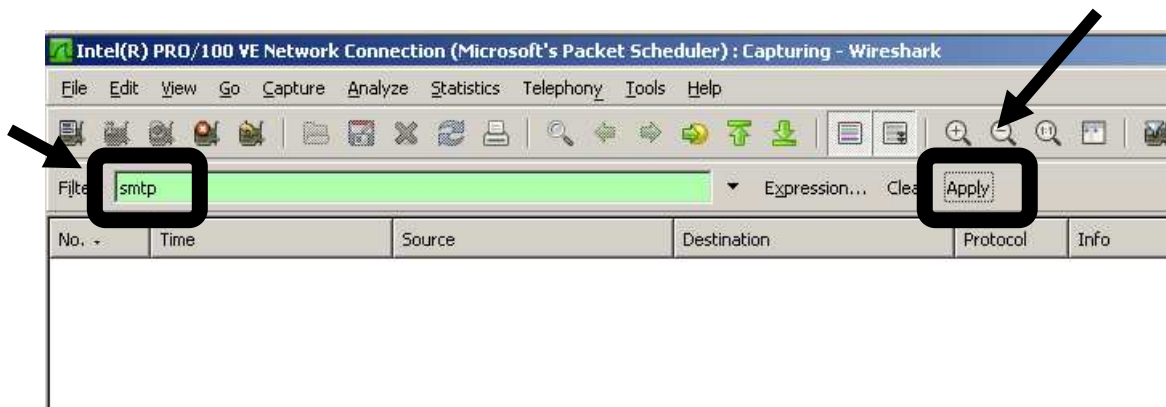 Intel(R) PRO/100 VE Network Connection (Microsoft's Packet Scheduler) : Capturing - Wireshark
File Edit View Go Capture Analyze Statistics Telephony Tools Help
Filte smtp Expression... Clea Apply
No. Time Source Destination Protocol Info